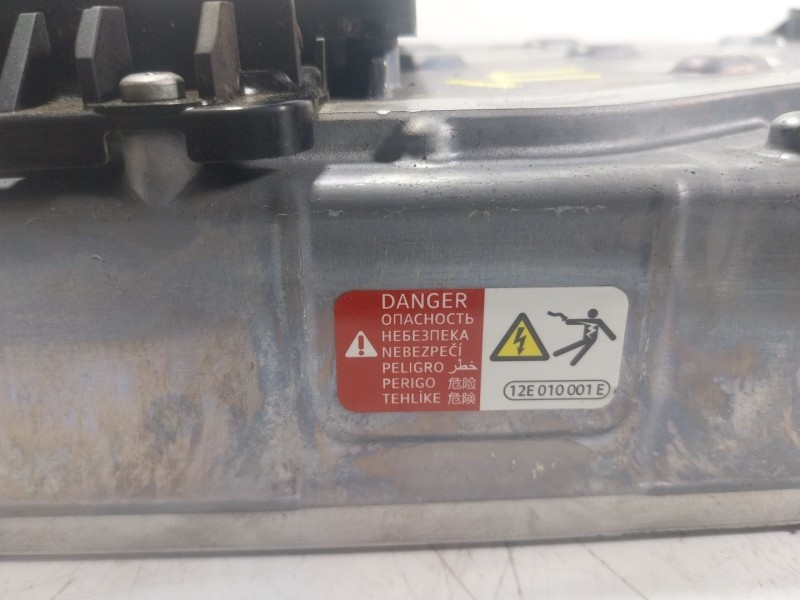 DANGER
ОПАСНОСТЬ
НЕБЕЗПЕКА
NEBEZPEČÍ
PELIGRO خطر
PERIGO 危险
TEHLİKE 危険
12E 010 001 E